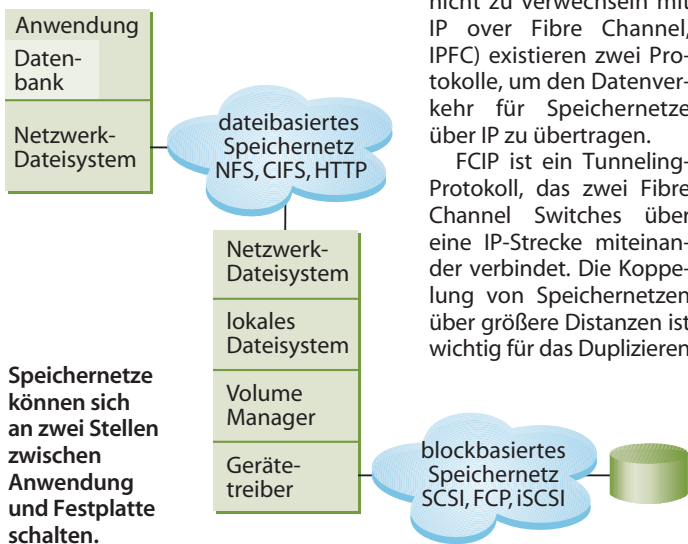 Anwendung
Daten-
bank
Netzwerk-
Dateisystem
dateibasiertes
Speichernetz
NFS, CIFS, HTTP
Netzwerk-
Dateisystem
lokales
Dateisystem
Volume
Manager
Geräte-
treiber
blockbasiertes
Speichernetz
SCSI, FCP, iSCSI
Speichernetze
können sich
an zwei Stellen
zwischen
Anwendung
und Festplatte
schalten.
nicht zu verwechseln mit
IP over Fibre Channel,
IPFC) existieren zwei Pro-
tokolle, um den Datenver-
kehr für Speichernetze
über IP zu übertragen.
FCIP ist ein Tunneling-
Protokoll, das zwei Fibre
Channel Switches über
eine IP-Strecke miteinan-
der verbindet. Die Koppe-
lung von Speichernetzen
über größere Distanzen ist
wichtig für das Duplizieren